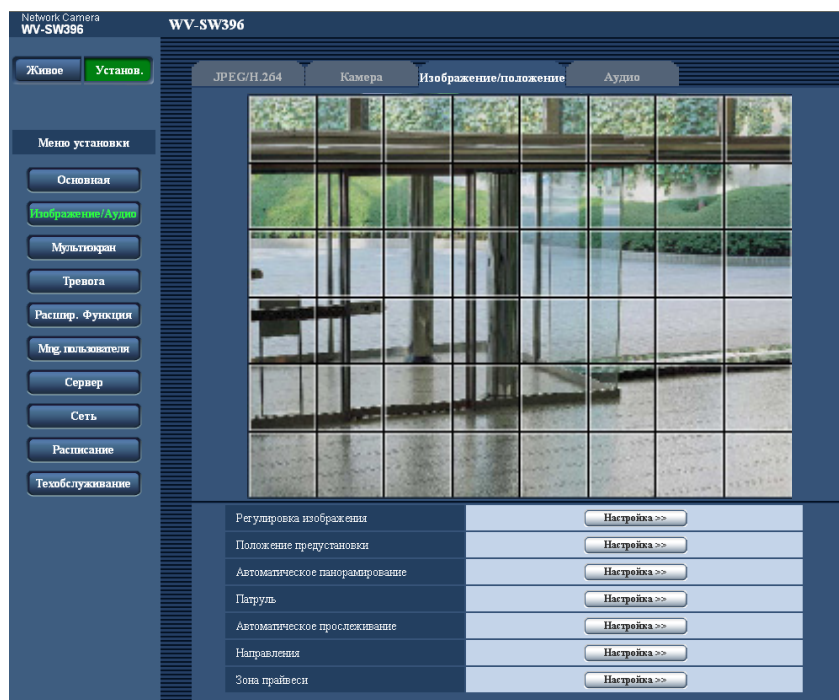 Network Camera
WV-SW396
WV-SW396
Живое
Установ.
JPEG/H.264
Камера
Изображение/положение
Аудио
Меню установки
Основная
Изображение/Аудио
Мультиэкран
Тревога
Расшир. Функция
Mng. пользователя
Сервер
Сеть
Расписание
Техобслуживание
Регулировка изображения
Настройка >>
Положение предустановки
Настройка >>
Автоматическое панорамирование
Настройка >>
Патруль
Настройка >>
Автоматическое прослеживание
Настройка >>
Направления
Настройка >>
Зона прайвеси
Настройка >>